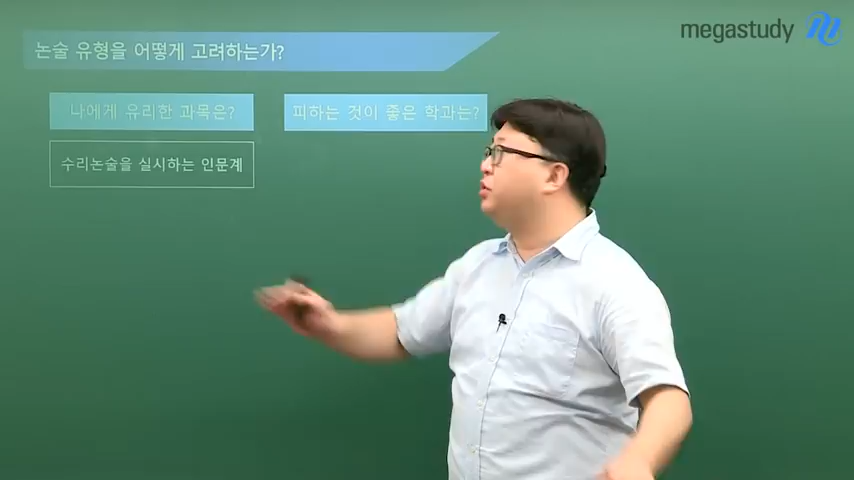 megastudy
논술 유형을 어떻게 고려하는가?
나에게 유리한 과목은?
피하는 것이 좋은 학과는?
수리논술을 실시하는 인문계